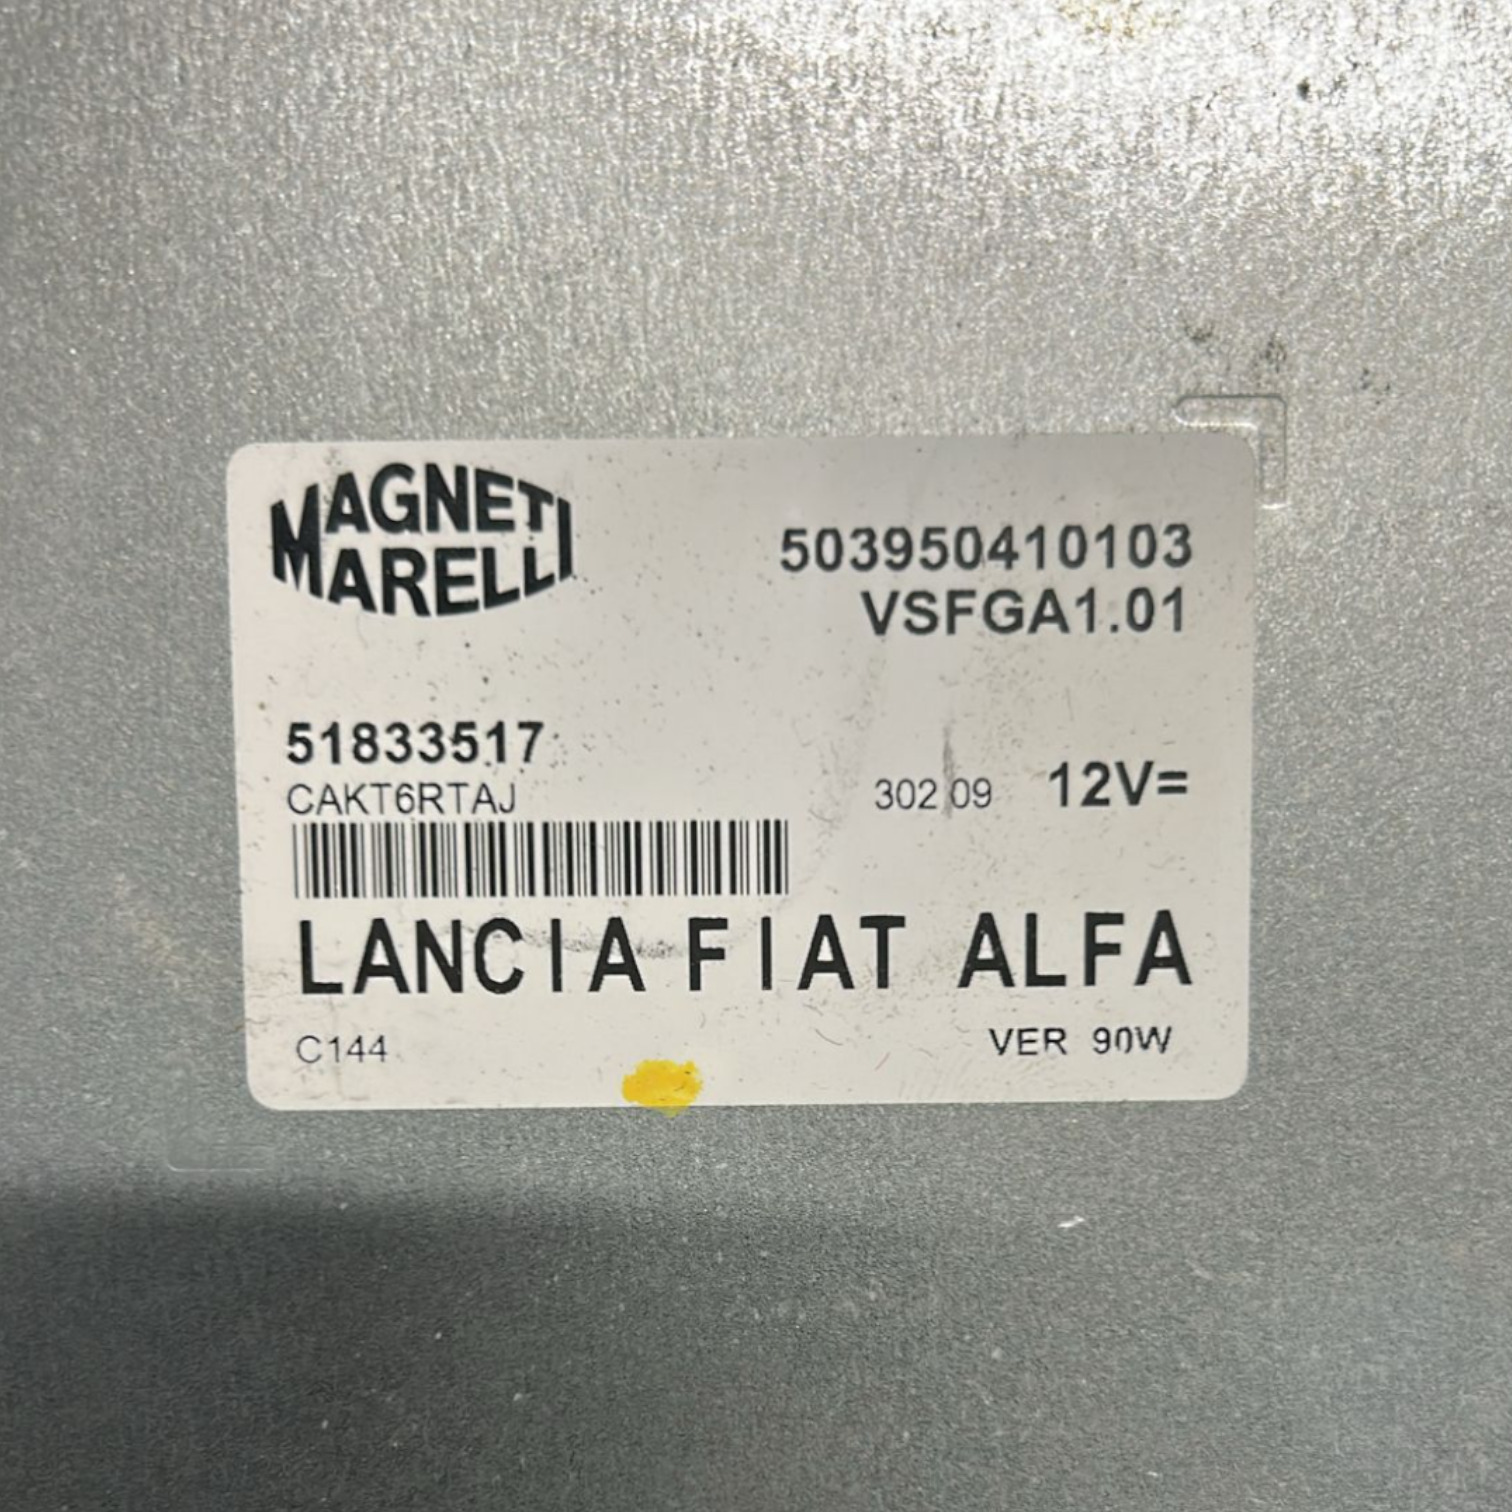 MAGNETI
MARELLI
503950410103
VSFGA1.01
51833517
CAKT6RTAJ
302 09 12V=
LANCIA FIAT ALFA
C144 VER 90W